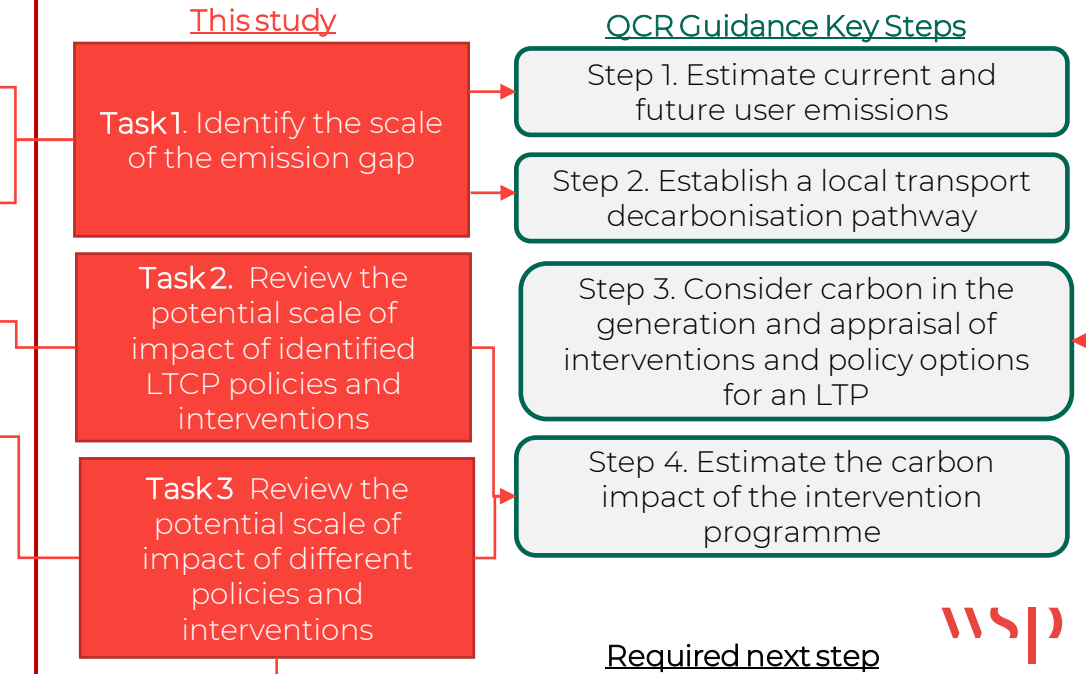 This study
Task 1. Identify the scale
of the emission gap
Task 2. Review the
potential scale of
impact of identified
LTCP policies and
interventions
Task 3 Review the
potential scale of
impact of different
policies and
interventions
QCR Guidance Key Steps
Step 1. Estimate current and
future user emissions
Step 2. Establish a local transport
decarbonisation pathway
Step 3. Consider carbon in the
generation and appraisal of
interventions and policy options
for an LTP
Step 4. Estimate the carbon
impact of the intervention
programme
wsp
Required next step